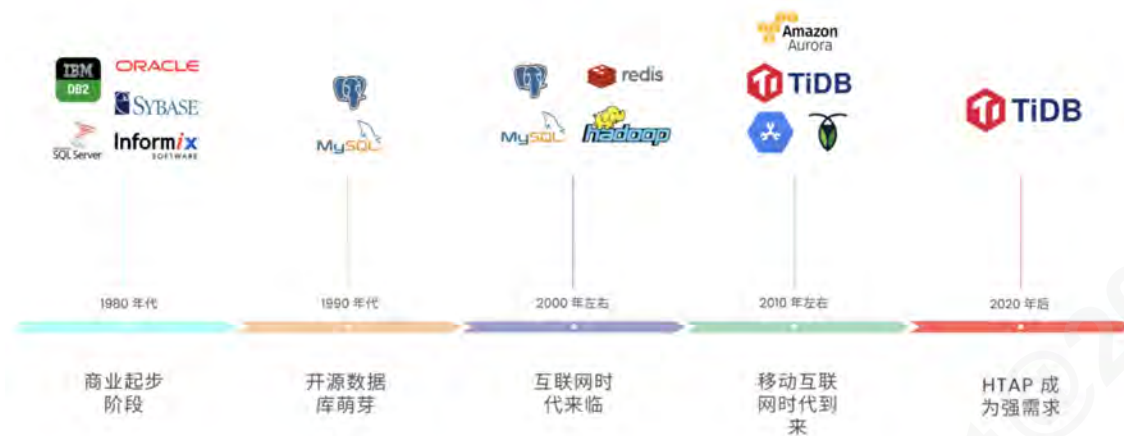 IBM
DB2
ORACLE
SYBASE
SQL Server
Informix
SOFTWARE
MySQL
redis
MySQL
hadoop
Amazon
Aurora
TiDB
TiDB
1980 年代
1990 年代
2000 年左右
2010 年左右
2020 年后
商业起步
阶段
开源数据
库萌芽
互联网时
代来临
移动互联
网时代到
来
HTAP 成
为强需求